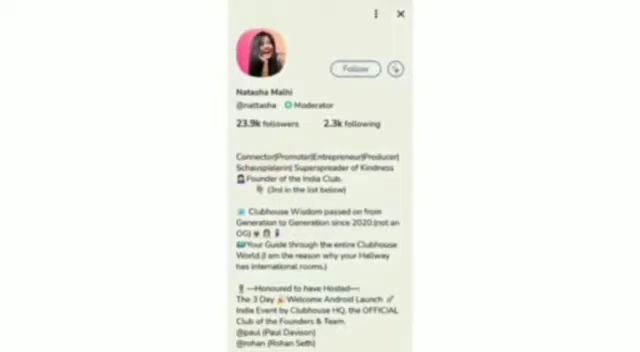 Follow
Natasha Malhi
@nattasha Moderator
23.9k followers 2.3k following
Connector|Promoter|Entrepreneur|Producer|
Schauspielerin| Superspreader of Kindness
Founder of the India Club.
(3rd in the list below)
Clubhouse Wisdom passed on from
Generation to Generation since 2020.(not an
OG)
Your Guide through the entire Clubhouse
World.(I am the reason why your Hallway
has international rooms.)
—Honoured to have Hosted—:
The 3 Day 🎉 Welcome Android Launch
India Event by Clubhouse HQ, the OFFICIAL
Club of the Founders & Team.
@paul (Paul Davison)
@rohan (Rohan Seth)